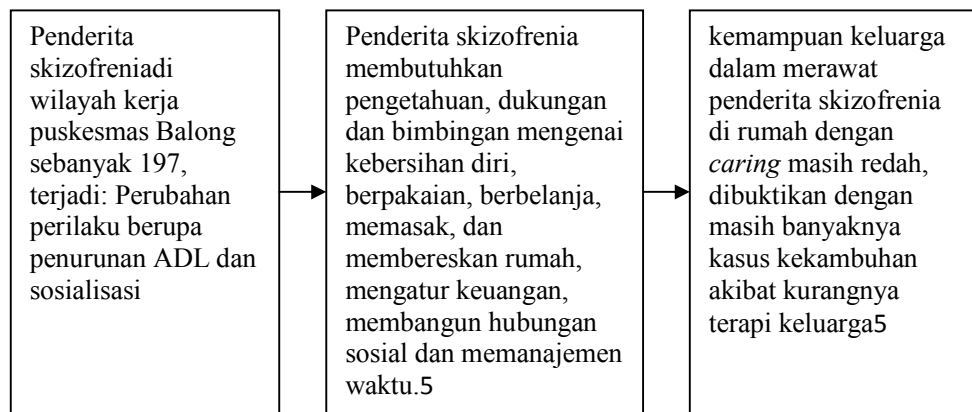 Penderita
skizofreniadi
wilayah kerja
puskesmas Balong
sebanyak 197,
terjadi: Perubahan
perilaku berupa
penurunan ADL dan
sosialisasi
Penderita skizofrenia
membutuhkan
pengetahuan, dukungan
dan bimbingan mengenai
kebersihan diri,
berpakaian, berbelanja,
memasak, dan
membereskan rumah,
mengatur keuangan,
membangun hubungan
sosial dan memanajemen
waktu.5
kemampuan keluarga
dalam merawat
penderita skizofrenia
di rumah dengan
caring masih redah,
dibuktikan dengan
masih banyaknya
kasus kekambuhan
akibat kurangnya
terapi keluarga5